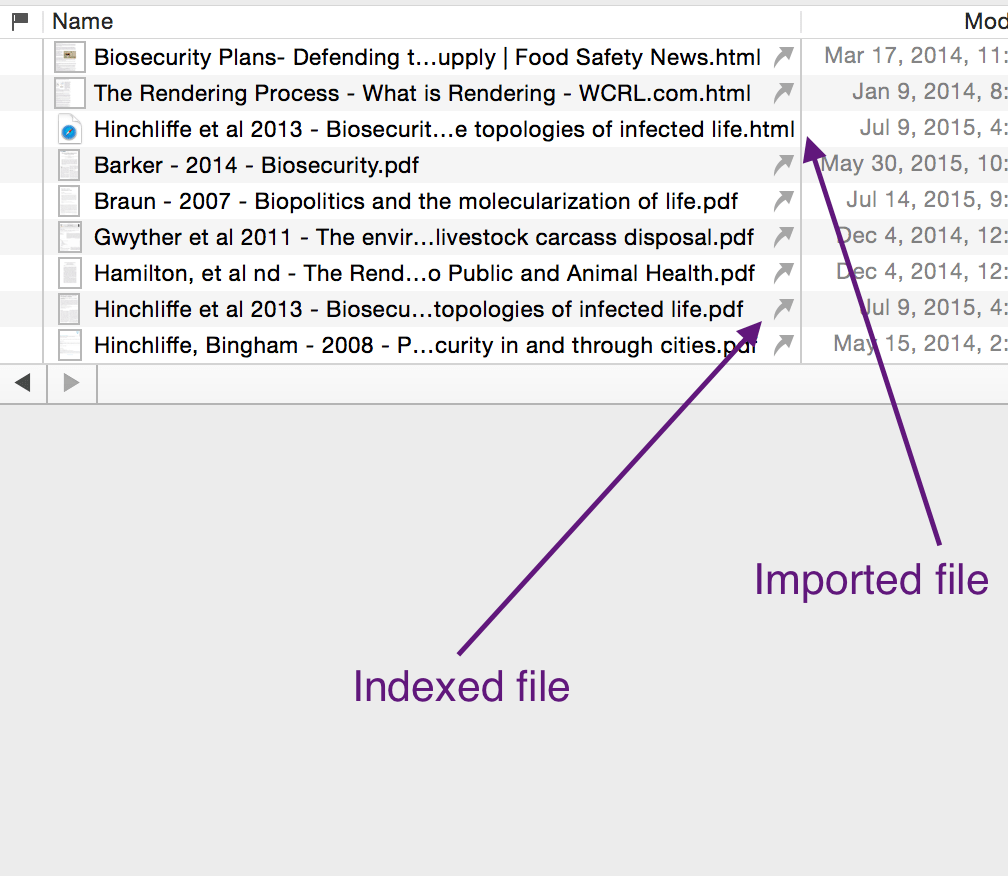 Name Mod
Biosecurity Plans- Defending t...upply | Food Safety News.html Mar 17, 2014, 11:
The Rendering Process - What is Rendering - WCRL.com.html Jan 9, 2014, 8:
Hinchliffe et al 2013 - Biosecurit...e topologies of infected life.html Jul 9, 2015, 4:
Barker - 2014 - Biosecurity.pdf May 30, 2015, 10:
Braun - 2007 - Biopolitics and the molecularization of life.pdf Jul 14, 2015, 9:
Gwyther et al 2011 - The envir...livestock carcass disposal.pdf Dec 4, 2014, 12:
Hamilton, et al nd - The Rend...o Public and Animal Health.pdf Dec 4, 2014, 12:
Hinchliffe et al 2013 - Biosecu...topologies of infected life.pdf Jul 9, 2015, 4:
Hinchliffe, Bingham - 2008 - P...curity in and through cities.pdf May 15, 2014, 2:
Imported file
Indexed file